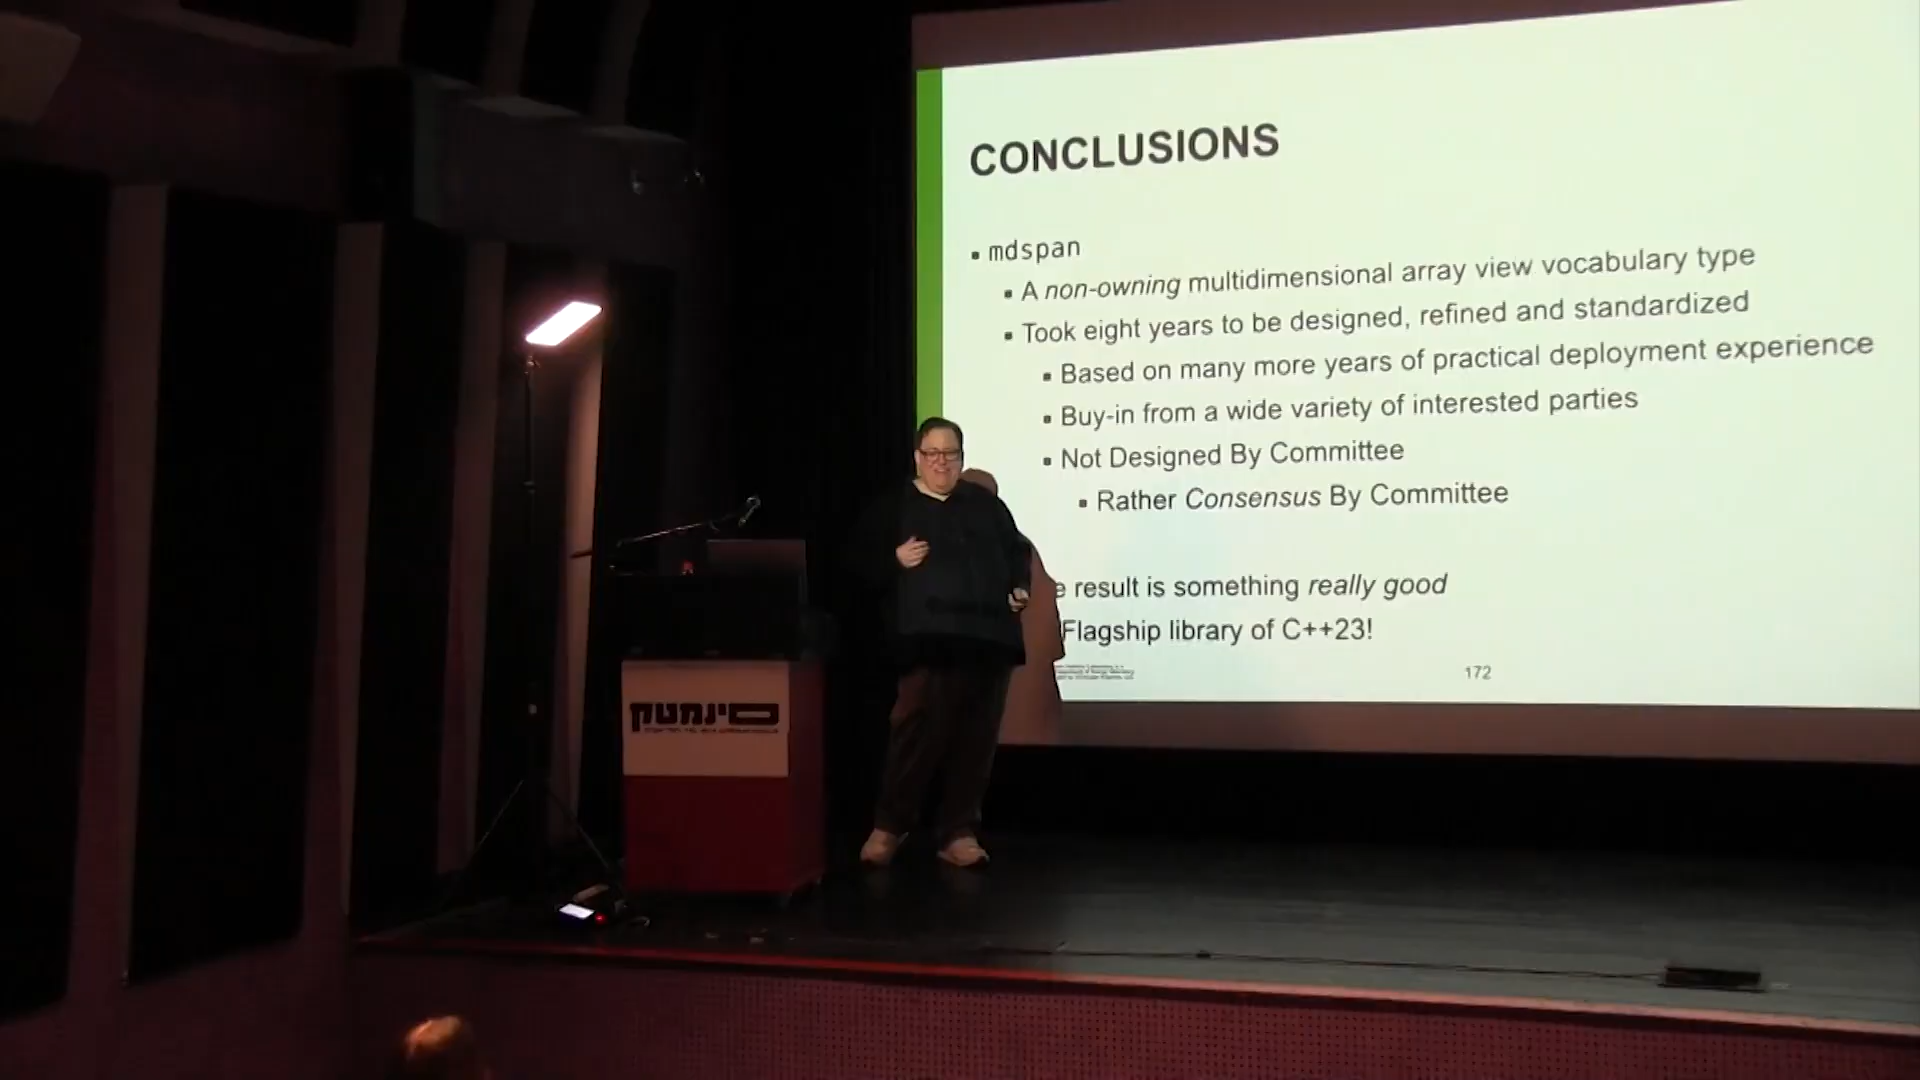 CONCLUSIONS
▪ mdspan
▪ A non-owning multidimensional array view vocabulary type
▪ Took eight years to be designed, refined and standardized
▪ Based on many more years of practical deployment experience
▪ Buy-in from a wide variety of interested parties
▪ Not Designed By Committee
▪ Rather Consensus By Committee
e result is something really good
Flagship library of C++23!
172
סינמטק